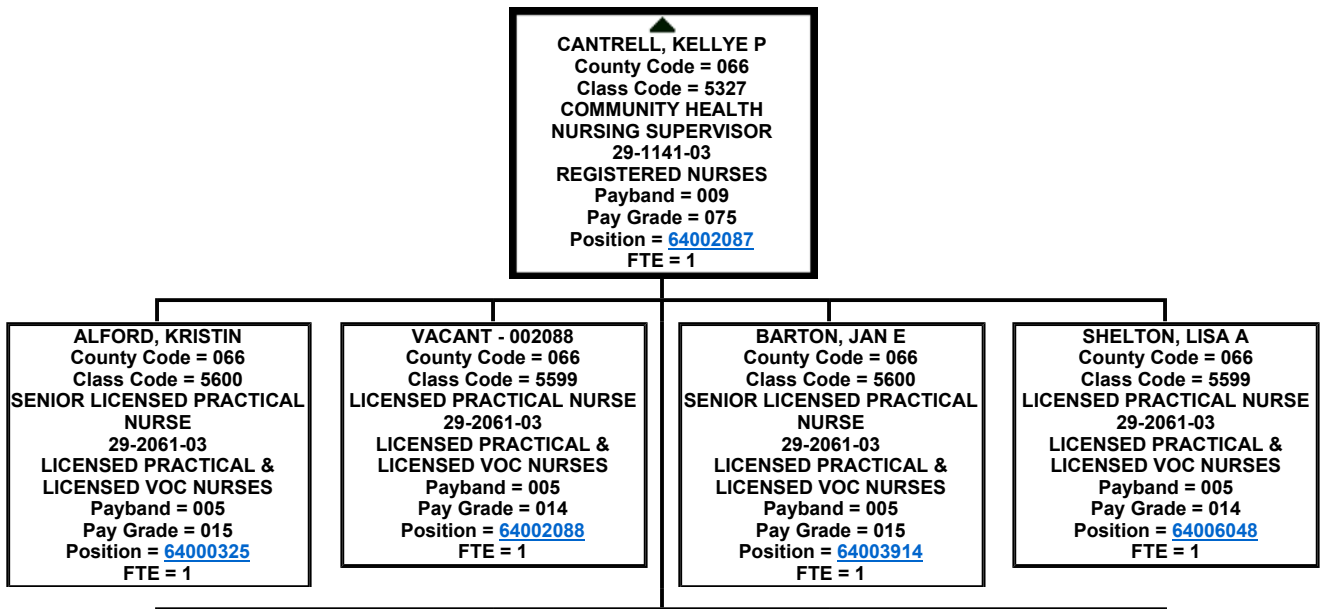 CANTRELL, KELLYE P
County Code = 066
Class Code = 5327
COMMUNITY HEALTH
NURSING SUPERVISOR
29-1141-03
REGISTERED NURSES
Payband = 009
Pay Grade = 075
Position = 64002087
FTE = 1
ALFORD, KRISTIN
County Code = 066
Class Code = 5600
SENIOR LICENSED PRACTICAL
NURSE
29-2061-03
LICENSED PRACTICAL &
LICENSED VOC NURSES
Payband = 005
Pay Grade = 015
Position = 64000325
FTE = 1
VACANT - 002088
County Code = 066
Class Code = 5599
LICENSED PRACTICAL NURSE
29-2061-03
LICENSED PRACTICAL &
LICENSED VOC NURSES
Payband = 005
Pay Grade = 014
Position = 64002088
FTE = 1
BARTON, JAN E
County Code = 066
Class Code = 5600
SENIOR LICENSED PRACTICAL
NURSE
29-2061-03
LICENSED PRACTICAL &
LICENSED VOC NURSES
Payband = 005
Pay Grade = 015
Position = 64003914
FTE = 1
SHELTON, LISA A
County Code = 066
Class Code = 5599
LICENSED PRACTICAL NURSE
29-2061-03
LICENSED PRACTICAL &
LICENSED VOC NURSES
Payband = 005
Pay Grade = 014
Position = 64006048
FTE = 1